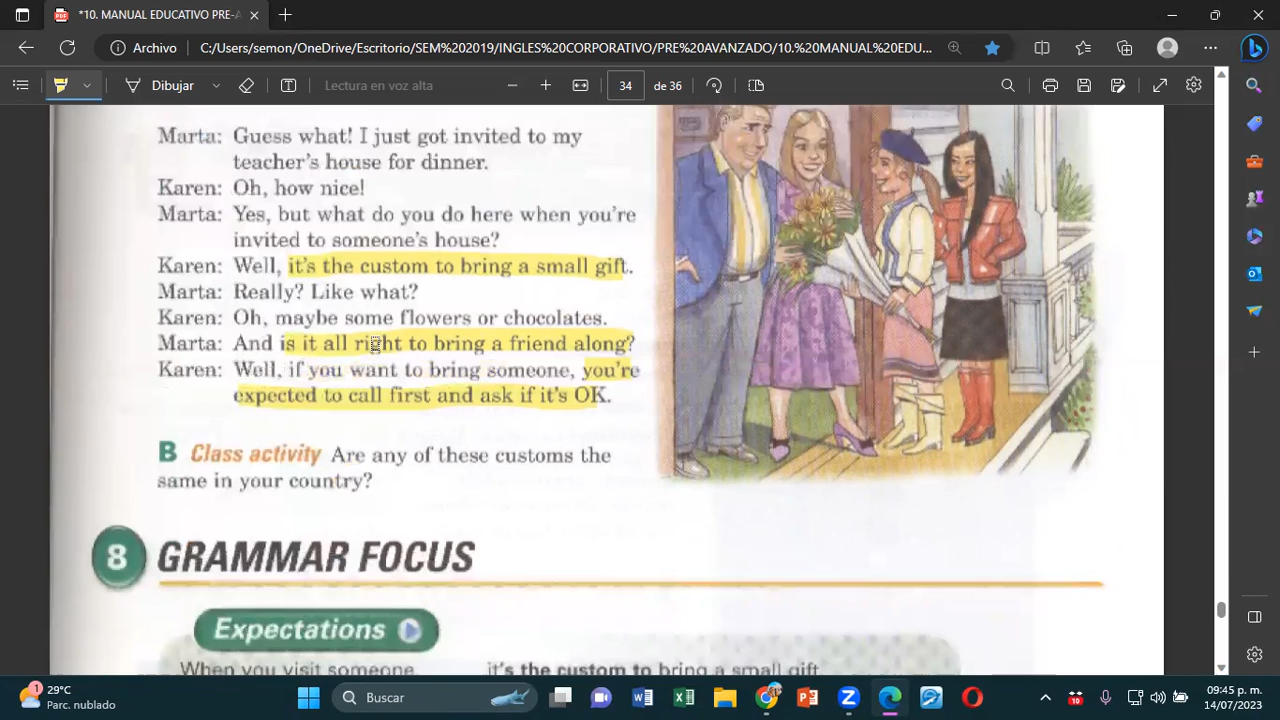 *10. MANUAL EDUCATIVO PRE-A
Archivo C:/Users/semon/OneDrive/Escritorio/SEM%202019/INGLES%20CORPORATIVO/PRE%20AVANZADO/10.%20MANUAL%20EDU...
Dibujar Lectura en voz alta 34 de 36
Marta: Guess what! I just got invited to my
teacher's house for dinner.
Karen: Oh, how nice!
Marta: Yes, but what do you do here when you're
invited to someone's house?
Karen: Well, it's the custom to bring a small gift.
Marta: Really? Like what?
Karen: Oh, maybe some flowers or chocolates.
Marta: And is it all right to bring a friend along?
Karen: Well, if you want to bring someone, you're
expected to call first and ask if it's OK.
B Class activity Are any of these customs the
same in your country?
8 GRAMMAR FOCUS
Expectations
When you visit someone, it's the custom to bring a small gift
1 29°C
Parc. nublado
Buscar
10
09:45 p. m.
14/07/2023